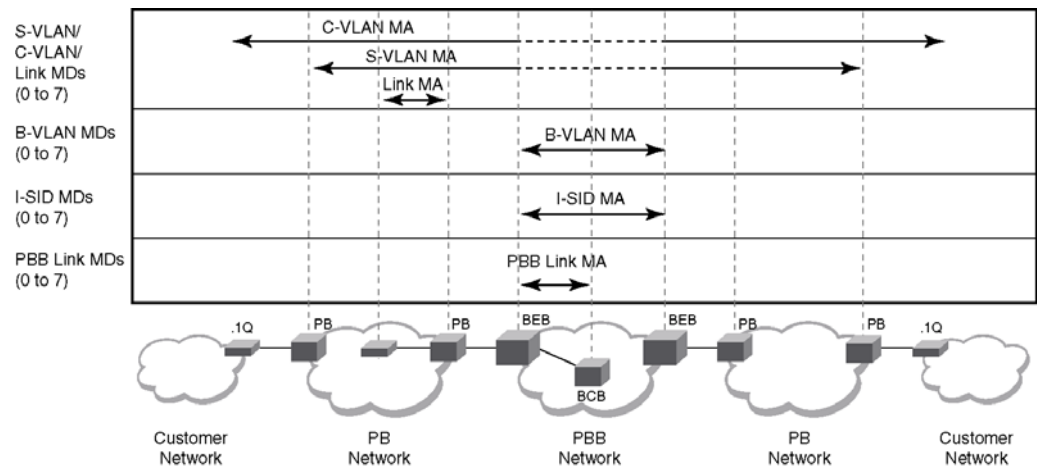 S-VLAN/
C-VLAN/
Link MDs
(0 to 7)
C-VLAN MA
S-VLAN MA
Link MA
B-VLAN MDs
(0 to 7)
B-VLAN MA
I-SID MDs
(0 to 7)
I-SID MA
PBB Link MDs
(0 to 7)
PBB Link MA
.1Q
PB
PB
BEB
BEB
PB
PB
.1Q
BCB
Customer
Network
PB
Network
PBB
Network
PB
Network
Customer
Network